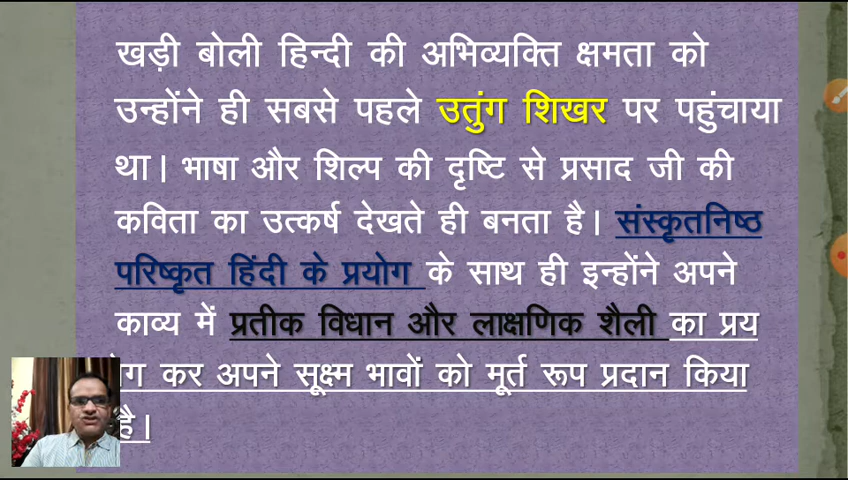 खड़ी बोली हिन्दी की अभिव्यक्ति क्षमता को
उन्होंने ही सबसे पहले उतुंग शिखर पर पहुंचाया
था। भाषा और शिल्प की दृष्टि से प्रसाद जी की
कविता का उत्कर्ष देखते ही बनता है। संस्कृतनिष्ठ
परिष्कृत हिंदी के प्रयोग के साथ ही इन्होंने अपने
काव्य में प्रतीक विधान और लाक्षणिक शैली का प्रय
ोग कर अपने सूक्ष्म भावों को मूर्त रूप प्रदान किया
है।